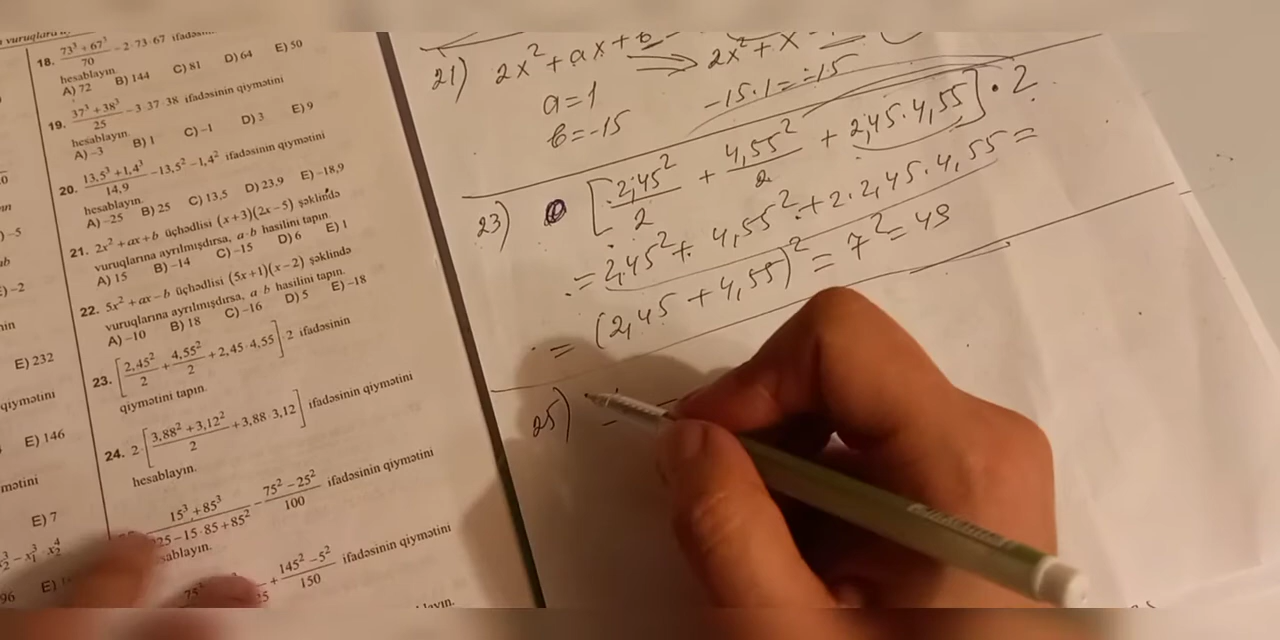 E) 232
qiymətini
E) 146
mətini
E) 7
18. (73³ + 67³)/70 − 2·73·67
hesablayın.
A) 72 B) 144 C) 81 D) 64 E) 50
19. (37³ + 38³)/25 − 3·37·38 ifadəsinin qiymətini
hesablayın.
A) −3 B) 1 C) −1 D) 3 E) 9
20. (13,5³ + 1,4³)/14,9 − 13,5² − 1,4² ifadəsinin qiymətini
hesablayın.
A) −25 B) 25 C) 13,5 D) 23,9 E) −18,9
21. 2x² + ax + b üçhədlisi (x+3)(2x−5) şəklində
vuruqlarına ayrılmışdırsa, a·b hasilini tapın.
A) 15 B) −14 C) −15 D) 6 E) 1
22. 5x² + ax − b üçhədlisi (5x+1)(x−2) şəklində
vuruqlarına ayrılmışdırsa, a·b hasilini tapın.
A) −10 B) 18 C) −16 D) 5 E) −18
23. [2,45²/2 + 4,55²/2 + 2,45·4,55]·2 ifadəsinin
qiymətini tapın.
24. 2·[(3,88² + 3,12²)/2 + 3,88·3,12] ifadəsinin qiymətini
hesablayın.
15³ + 85³ − (75² − 25²)/100 ifadəsinin qiymətini
25 − 15·85 + 85²
+ (145² − 5²)/150 ifadəsinin qiymətini
21) 2x² + ax + b 2x² + x
a = 1
b = −15
−15·1 = −15
23) [2,45²/2 + 4,55²/2 + 2,45·4,55]·2
= 2,45² + 4,55² + 2·2,45·4,55 =
= (2,45 + 4,55)² = 7² = 49
25)